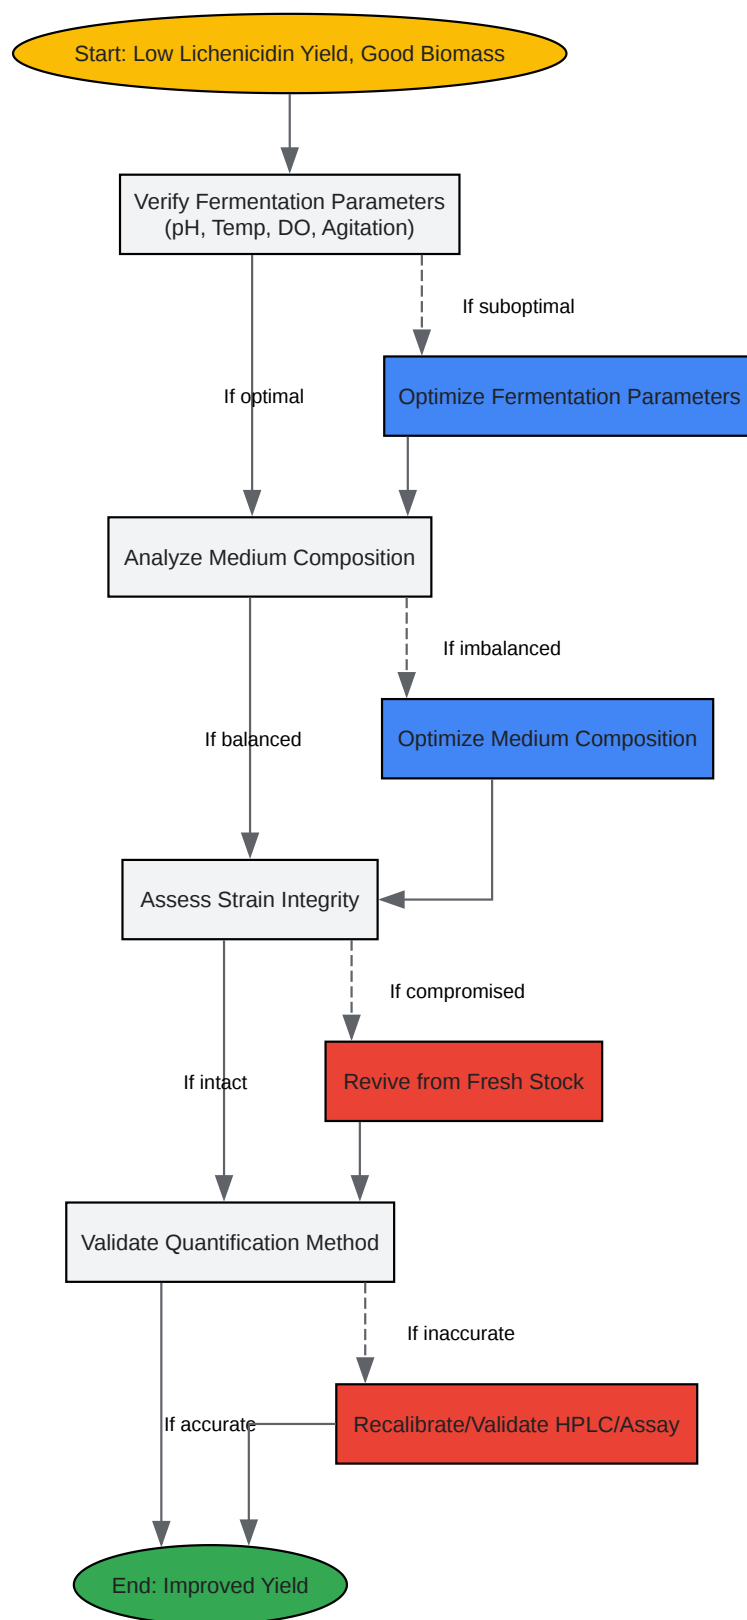 Start: Low Lichenicidin Yield, Good Biomass
Verify Fermentation Parameters
(pH, Temp, DO, Agitation)
If suboptimal
If optimal
Optimize Fermentation Parameters
Analyze Medium Composition
If imbalanced
If balanced
Optimize Medium Composition
Assess Strain Integrity
If compromised
If intact
Revive from Fresh Stock
Validate Quantification Method
If inaccurate
If accurate
Recalibrate/Validate HPLC/Assay
End: Improved Yield